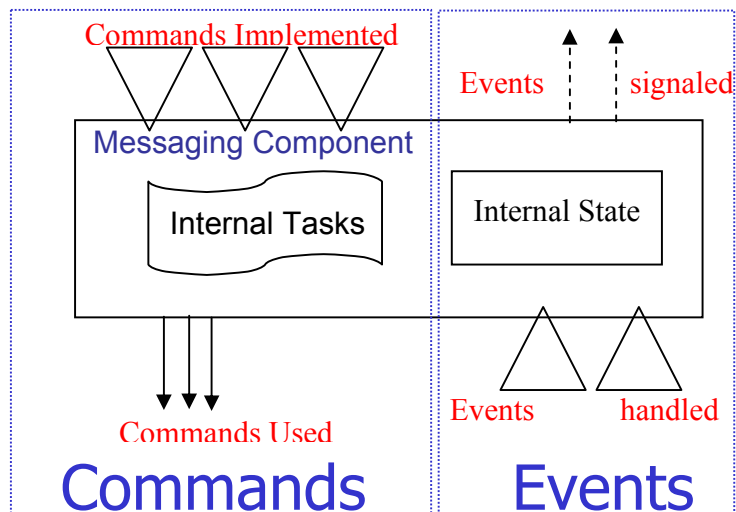 Commands Implemented
Events signaled
Messaging Component
Internal Tasks
Internal State
Events handled
Commands Used
Commands
Events